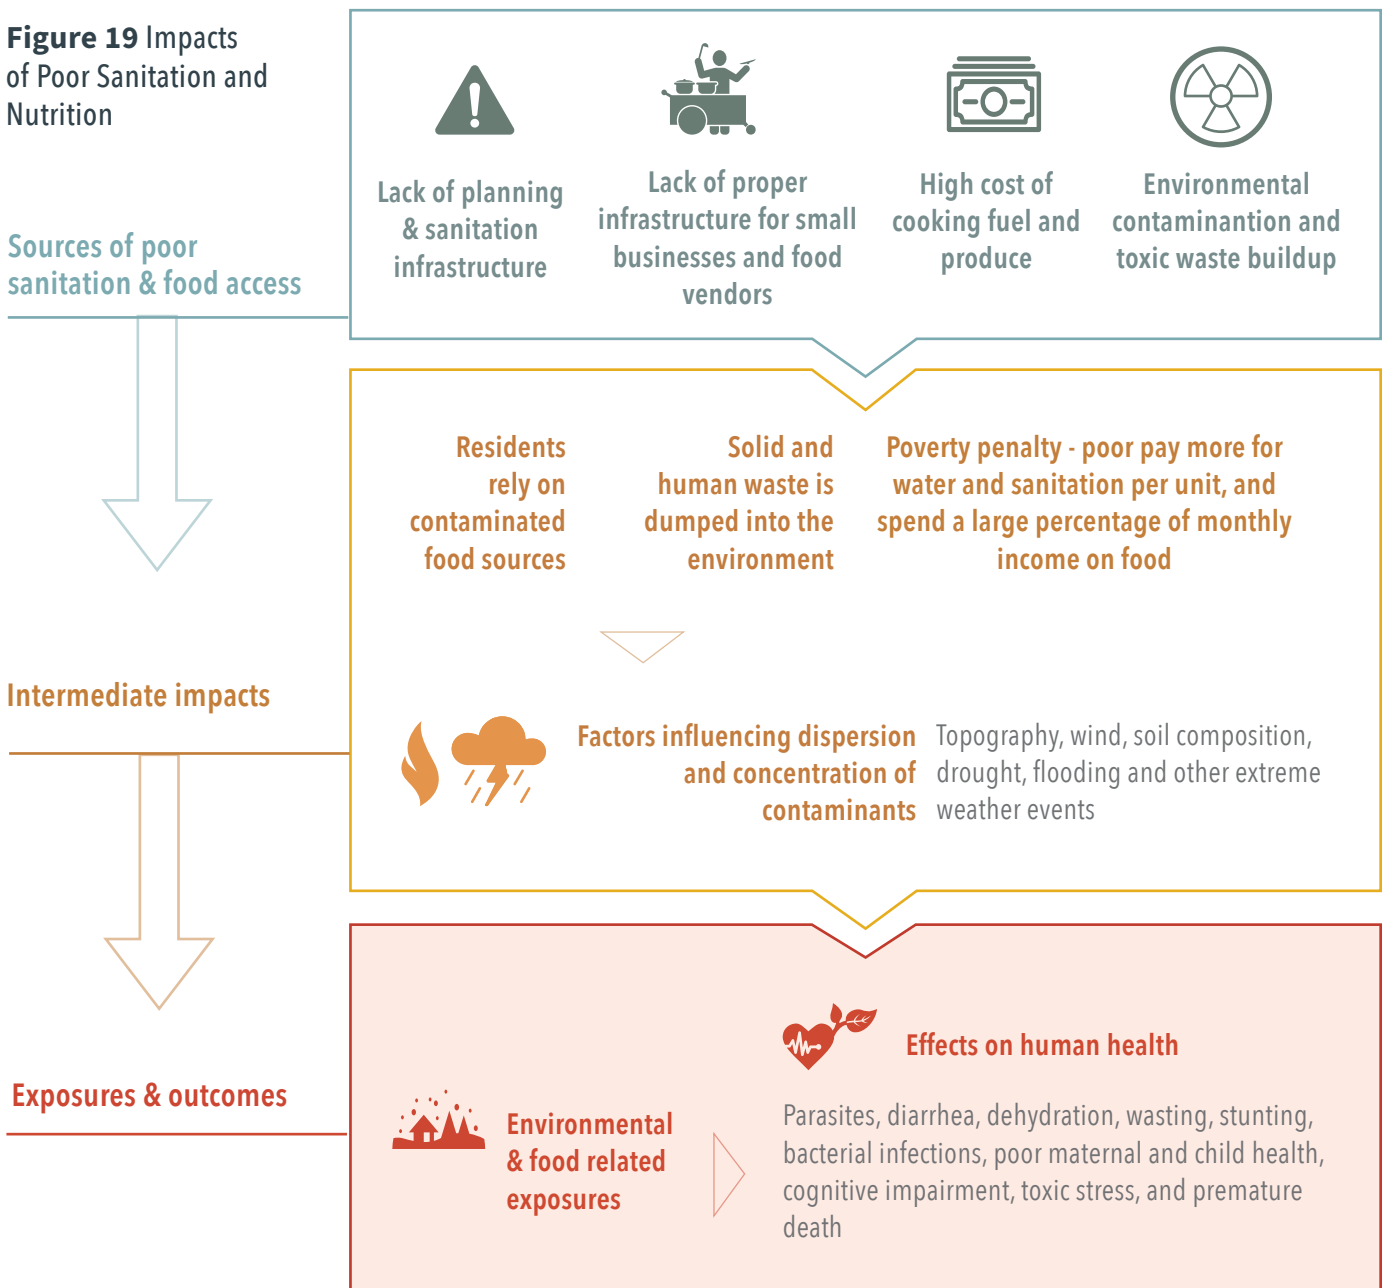 Figure 19 Impacts
of Poor Sanitation and
Nutrition
Sources of poor
sanitation & food access
Lack of planning
& sanitation
infrastructure
Lack of proper
infrastructure for small
businesses and food
vendors
High cost of
cooking fuel and
produce
Environmental
contaminantion and
toxic waste buildup
Intermediate impacts
Residents
rely on
contaminated
food sources
Solid and
human waste is
dumped into the
environment
Poverty penalty - poor pay more for
water and sanitation per unit, and
spend a large percentage of monthly
income on food
Factors influencing dispersion
and concentration of
contaminants
Topography, wind, soil composition,
drought, flooding and other extreme
weather events
Exposures & outcomes
Environmental
& food related
exposures
Effects on human health
Parasites, diarrhea, dehydration, wasting, stunting,
bacterial infections, poor maternal and child health,
cognitive impairment, toxic stress, and premature
death